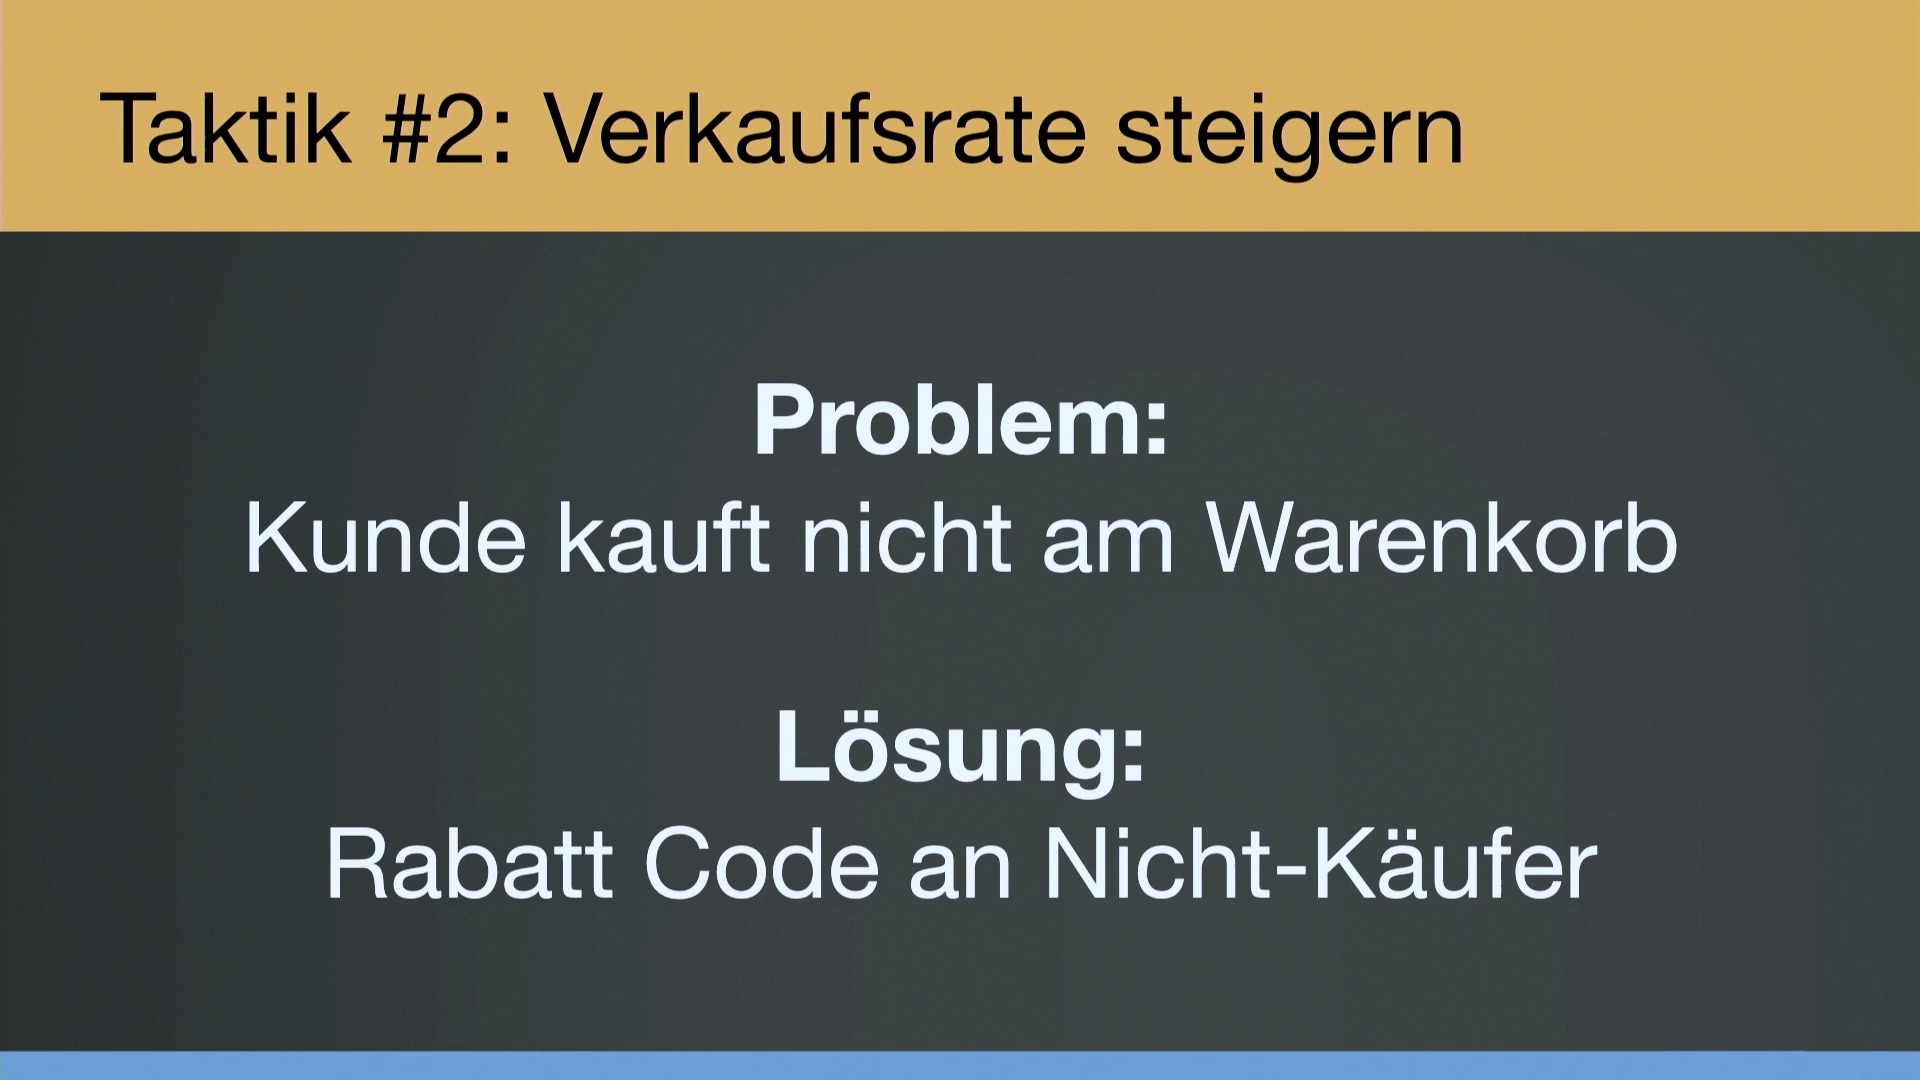 Taktik #2: Verkaufsrate steigern
Problem:
Kunde kauft nicht am Warenkorb
Lösung:
Rabatt Code an Nicht-Käufer